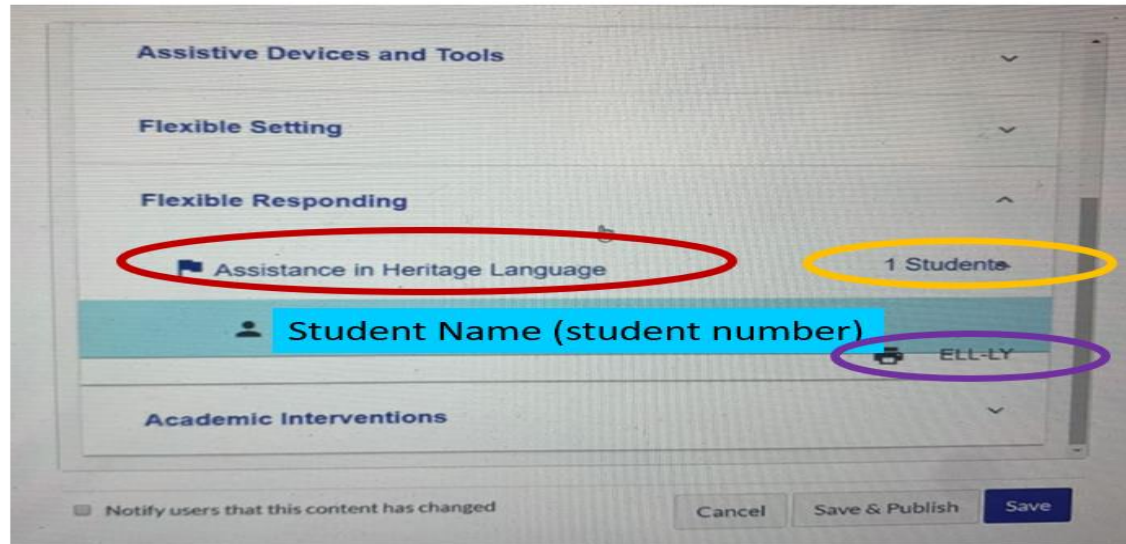 Assistive Devices and Tools
Flexible Setting
Flexible Responding
Assistance in Heritage Language 1 Students
Student Name (student number)
ELL-LY
Academic Interventions
Notify users that this content has changed Cancel Save & Publish Save